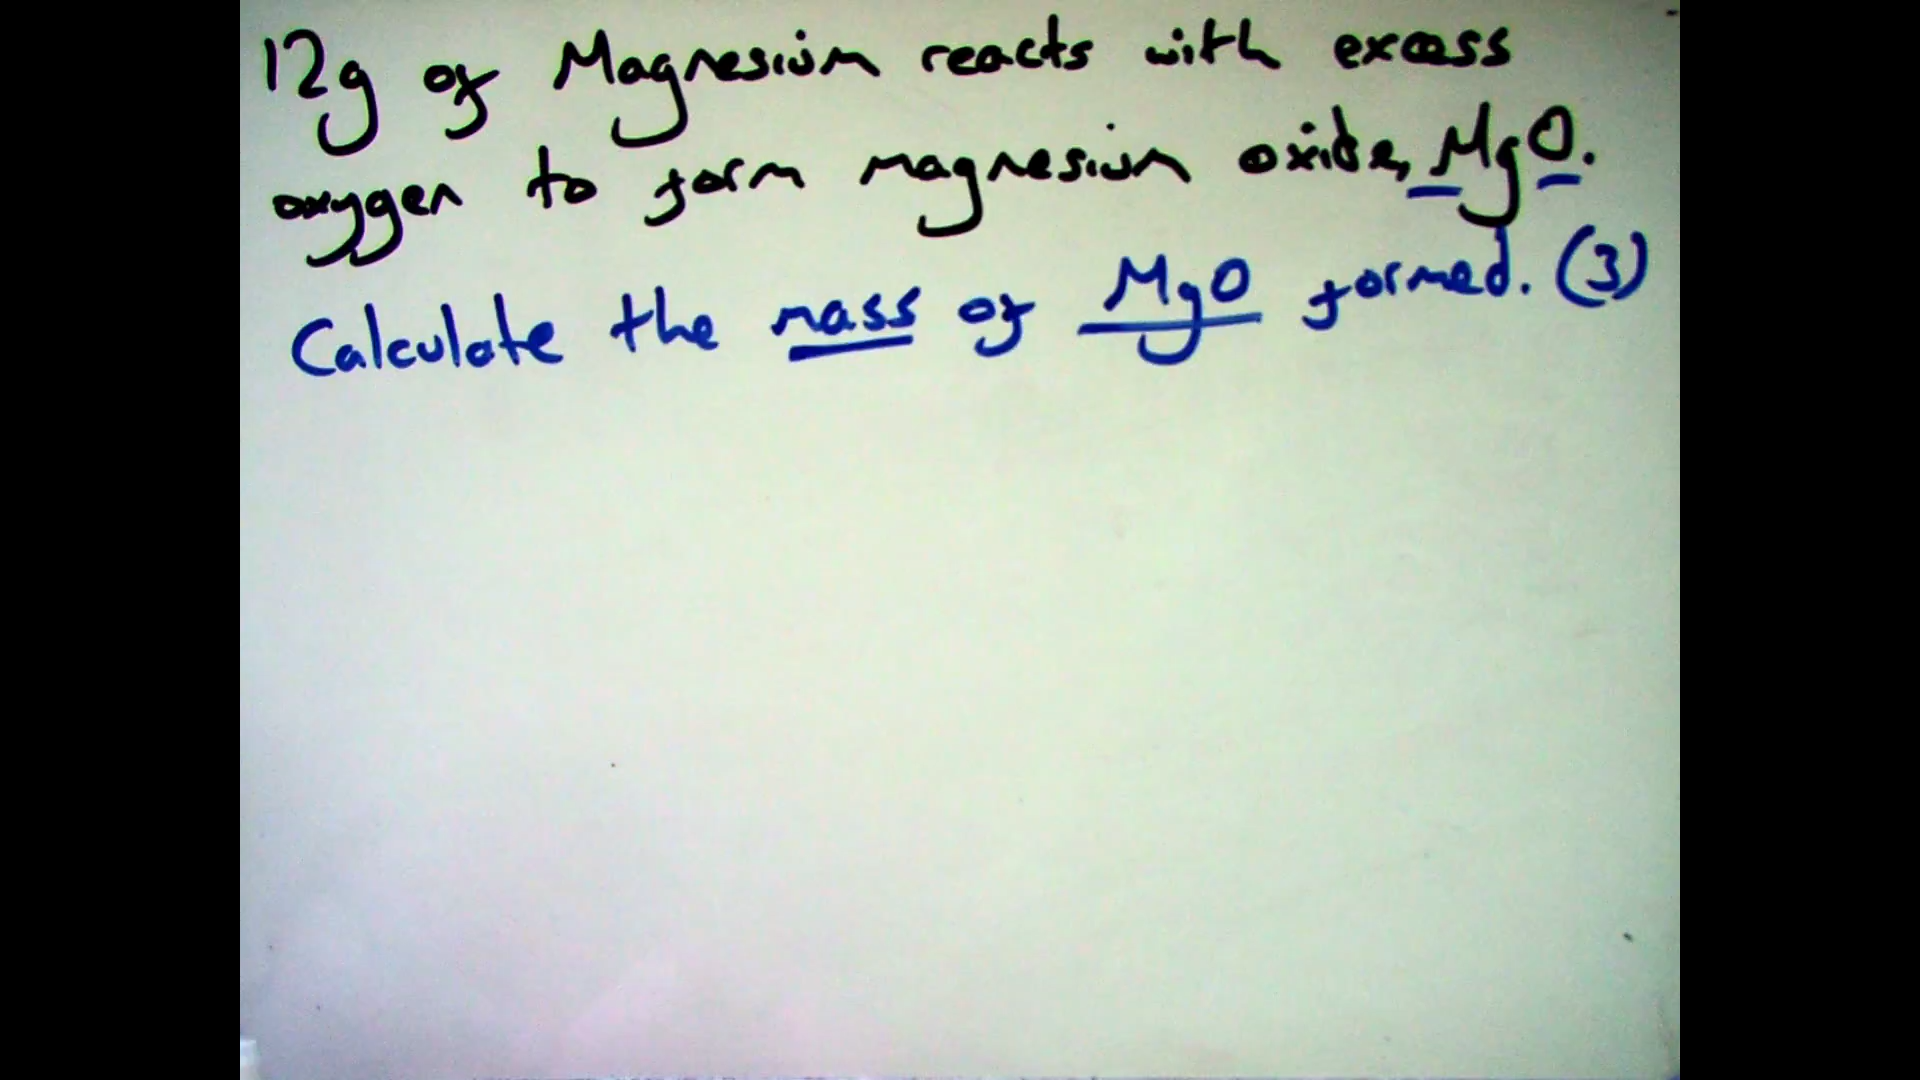 12g of Magnesium reacts with excess
oxygen to form magnesium oxide, MgO.
Calculate the mass of MgO formed. (3)